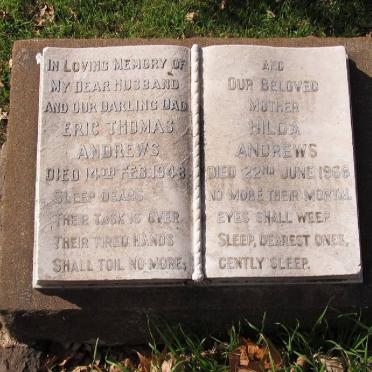 In Loving Memory of
My Dear Husband
and Our Darling Dad
Eric Thomas
Andrews
Died 14th Feb. 1948
Sleep Dears
Their task is over
Their tired hands
Shall toil no more,
and
Our Beloved
Mother
Hilda
Andrews
Died 22nd June 1968
No more their mortal
eyes shall weep
Sleep, dearest ones,
gently sleep.